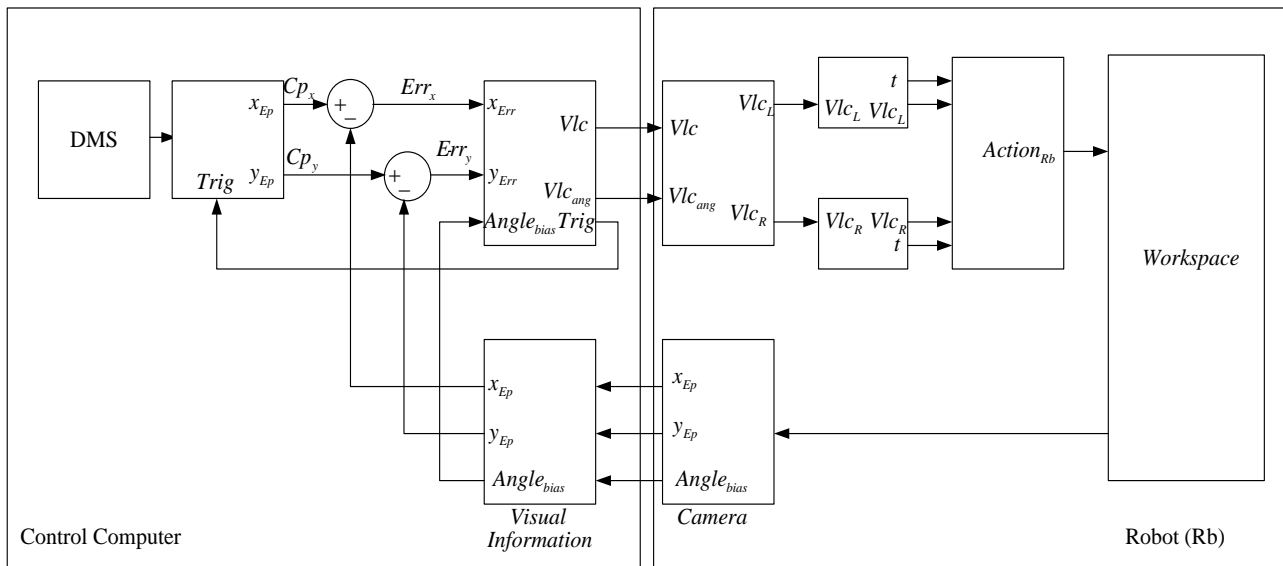 DMS
x_Ep
y_Ep
Trig
Cp_x
Cp_y
+
−
+
−
Err_x
Err_y
x_Err
y_Err
Angle_bias Trig
Vlc
Vlc_ang
Vlc
Vlc_ang
Vlc_L
Vlc_R
t
Vlc_L Vlc_L
Vlc_R Vlc_R
t
Action_Rb
Workspace
x_Ep
y_Ep
Angle_bias
Visual
Information
x_Ep
y_Ep
Angle_bias
Camera
Control Computer
Robot (Rb)